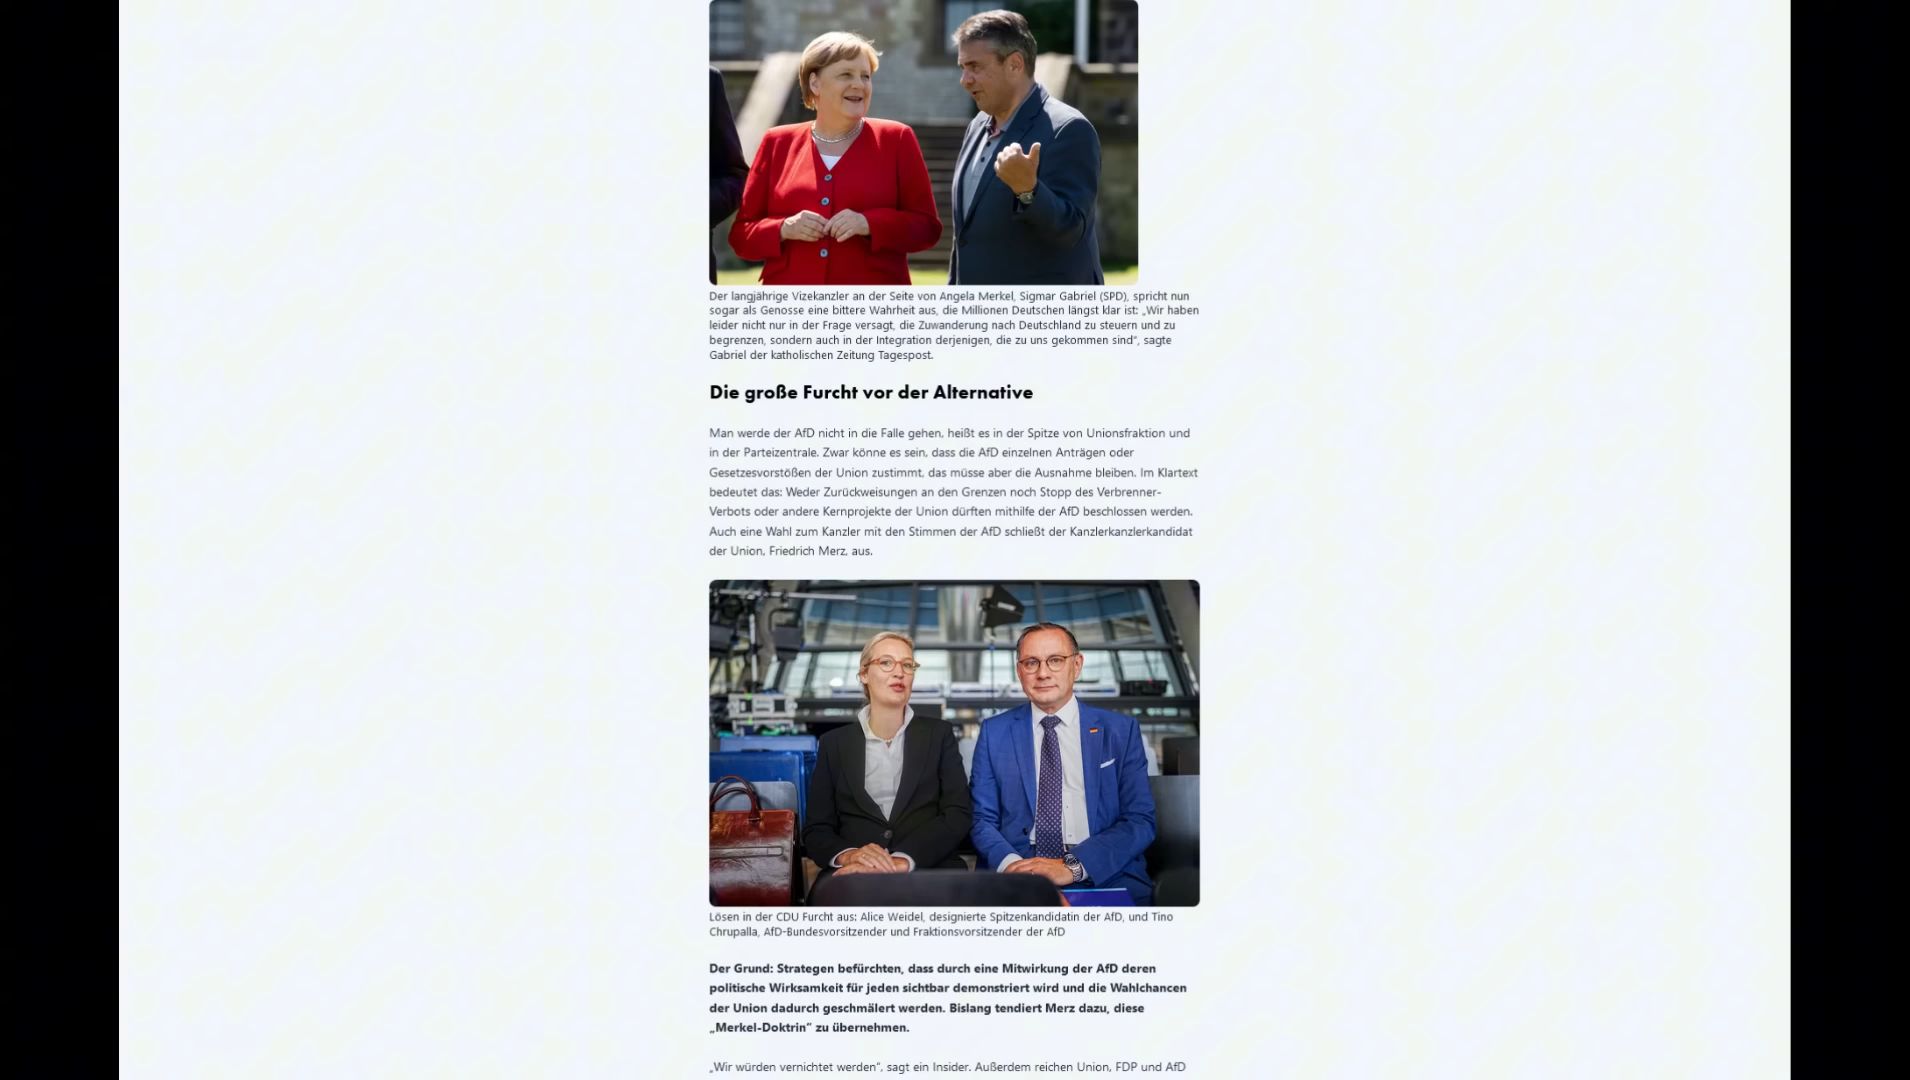 Der langjährige Vizekanzler an der Seite von Angela Merkel, Sigmar Gabriel (SPD), spricht nun
sogar als Genosse eine bittere Wahrheit aus, die Millionen Deutschen längst klar ist: „Wir haben
leider nicht nur in der Frage versagt, die Zuwanderung nach Deutschland zu steuern und zu
begrenzen, sondern auch in der Integration derjenigen, die zu uns gekommen sind“, sagte
Gabriel der katholischen Zeitung Tagespost.
Die große Furcht vor der Alternative
Man werde der AfD nicht in die Falle gehen, heißt es in der Spitze von Unionsfraktion und
in der Parteizentrale. Zwar könne es sein, dass die AfD einzelnen Anträgen oder
Gesetzesvorstößen der Union zustimmt, das müsse aber die Ausnahme bleiben. Im Klartext
bedeutet das: Weder Zurückweisungen an den Grenzen noch Stopp des Verbrenner-
Verbots oder andere Kernprojekte der Union dürften mithilfe der AfD beschlossen werden.
Auch eine Wahl zum Kanzler mit den Stimmen der AfD schließt der Kanzlerkanzlerkandidat
der Union, Friedrich Merz, aus.
Lösen in der CDU Furcht aus: Alice Weidel, designierte Spitzenkandidatin der AfD, und Tino
Chrupalla, AfD-Bundesvorsitzender und Fraktionsvorsitzender der AfD
Der Grund: Strategen befürchten, dass durch eine Mitwirkung der AfD deren
politische Wirksamkeit für jeden sichtbar demonstriert wird und die Wahlchancen
der Union dadurch geschmälert werden. Bislang tendiert Merz dazu, diese
„Merkel-Doktrin“ zu übernehmen.
„Wir würden vernichtet werden“, sagt ein Insider. Außerdem reichen Union, FDP und AfD